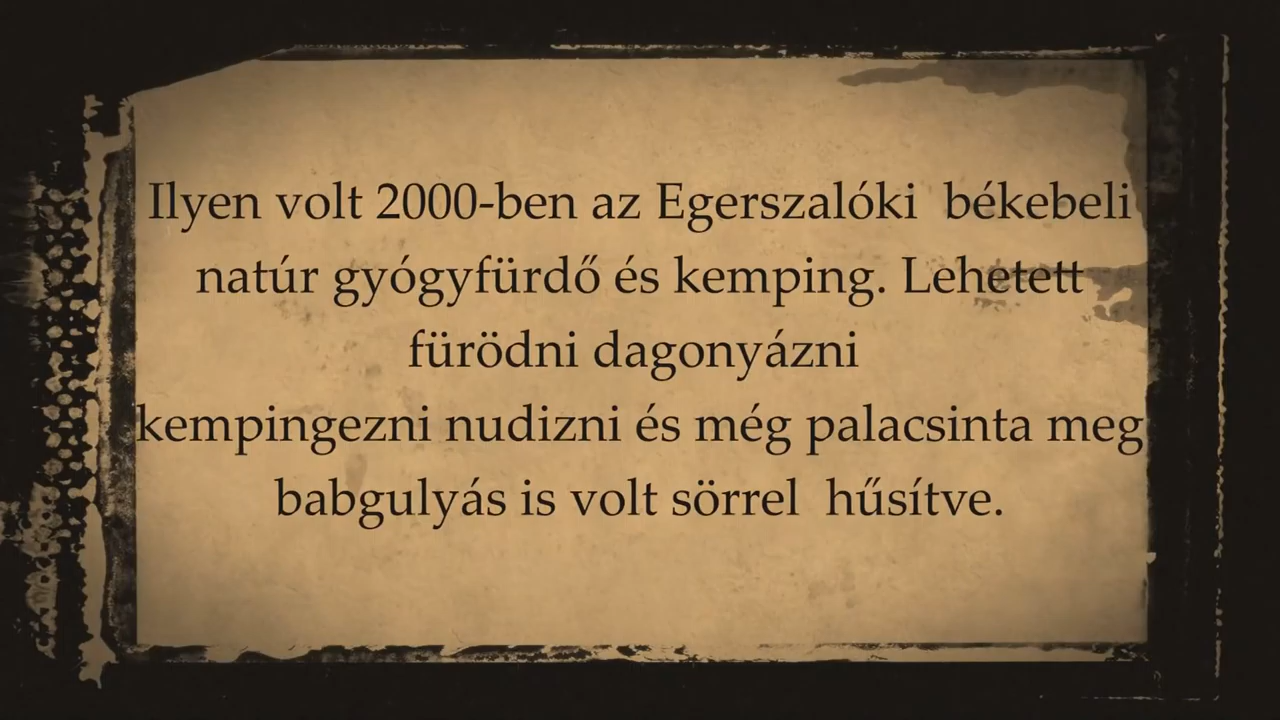 Ilyen volt 2000-ben az Egerszalóki  békebeli
natúr gyógyfürdő és kemping. Lehetett
fürödni dagonyázni
kempingezni nudizni és még palacsinta meg
babgulyás is volt sörrel  hűsítve.